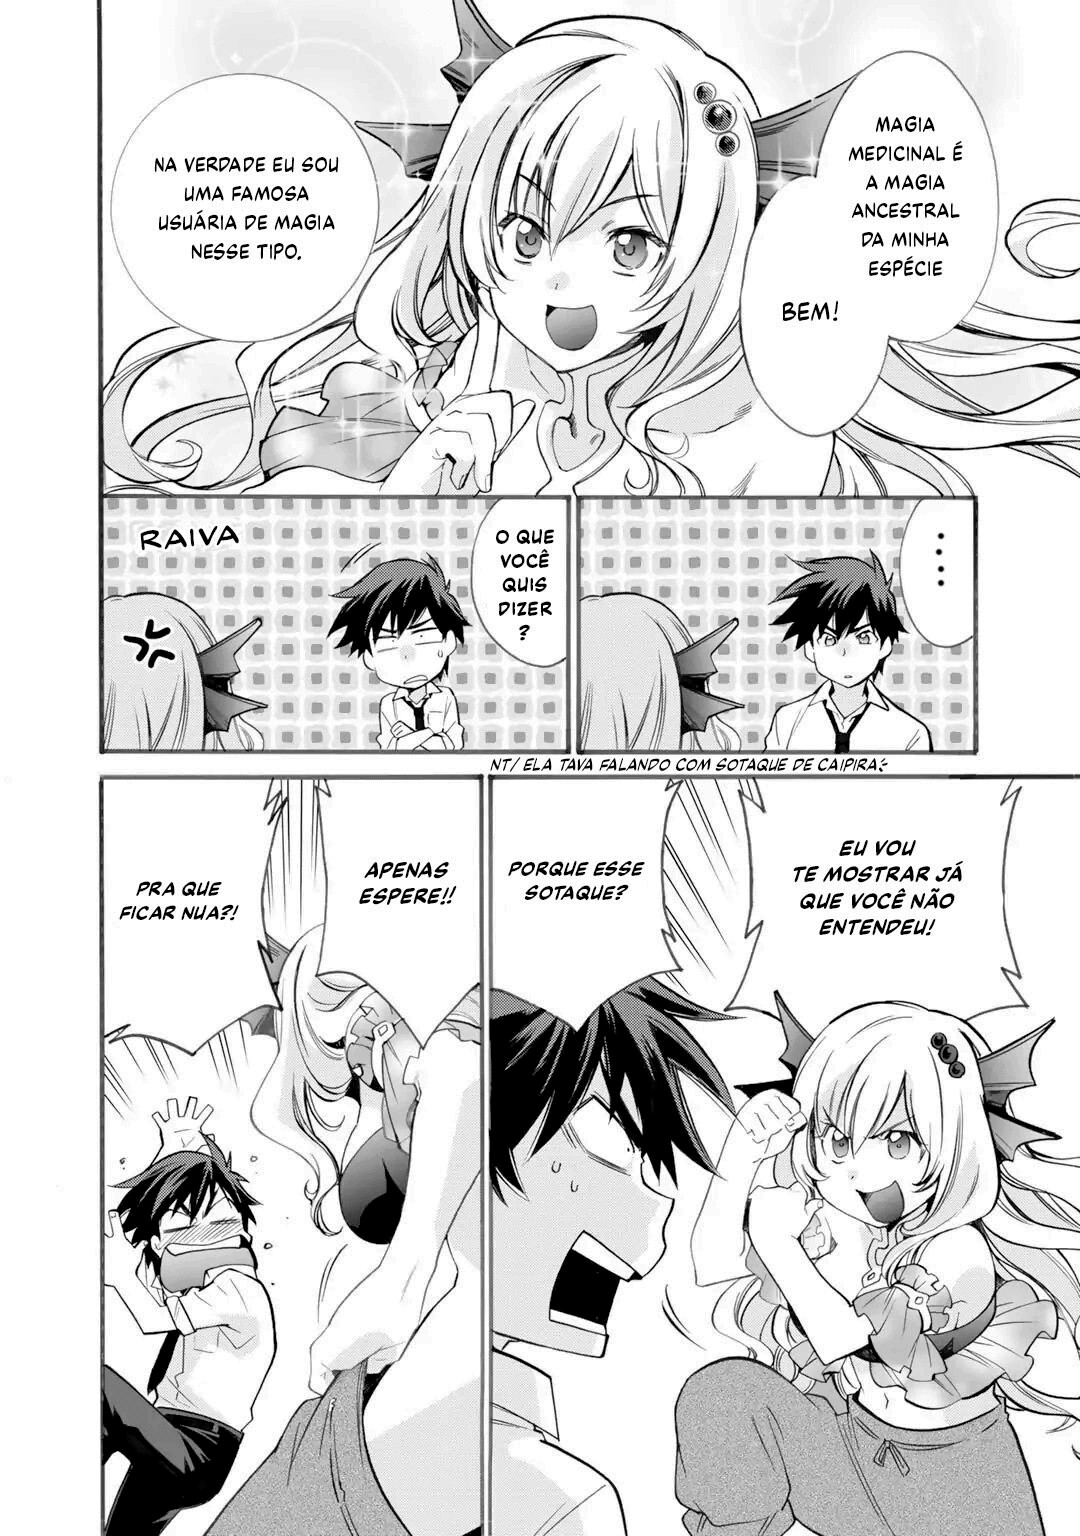 MAGIA
MEDICINAL É
A MAGIA
ANCESTRAL
DA MINHA
ESPÉCIE
BEM!
NA VERDADE EU SOU
UMA FAMOSA
USUÁRIA DE MAGIA
NESSE TIPO.
....
O QUE
VOCÊ
QUIS
DIZER
?
RAIVA
NT/ ELA TAVA FALANDO COM SOTAQUE DE CAIPIRA;
EU VOU
TE MOSTRAR JÁ
QUE VOCÊ NÃO
ENTENDEU!
PORQUE ESSE
SOTAQUE?
APENAS
ESPERE!!
PRA QUE
FICAR NUA?!